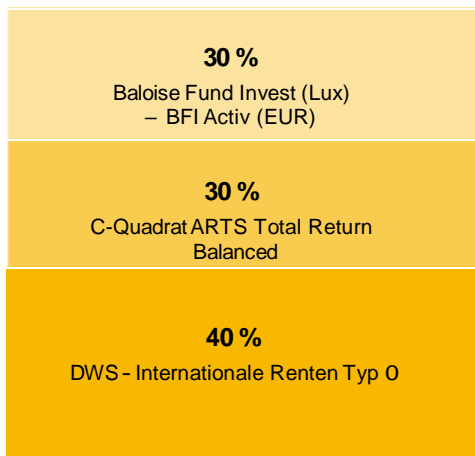 30 %
Baloise Fund Invest (Lux)
– BFI Activ (EUR)
30 %
C-Quadrat ARTS Total Return
Balanced
40 %
DWS - Internationale Renten Typ O